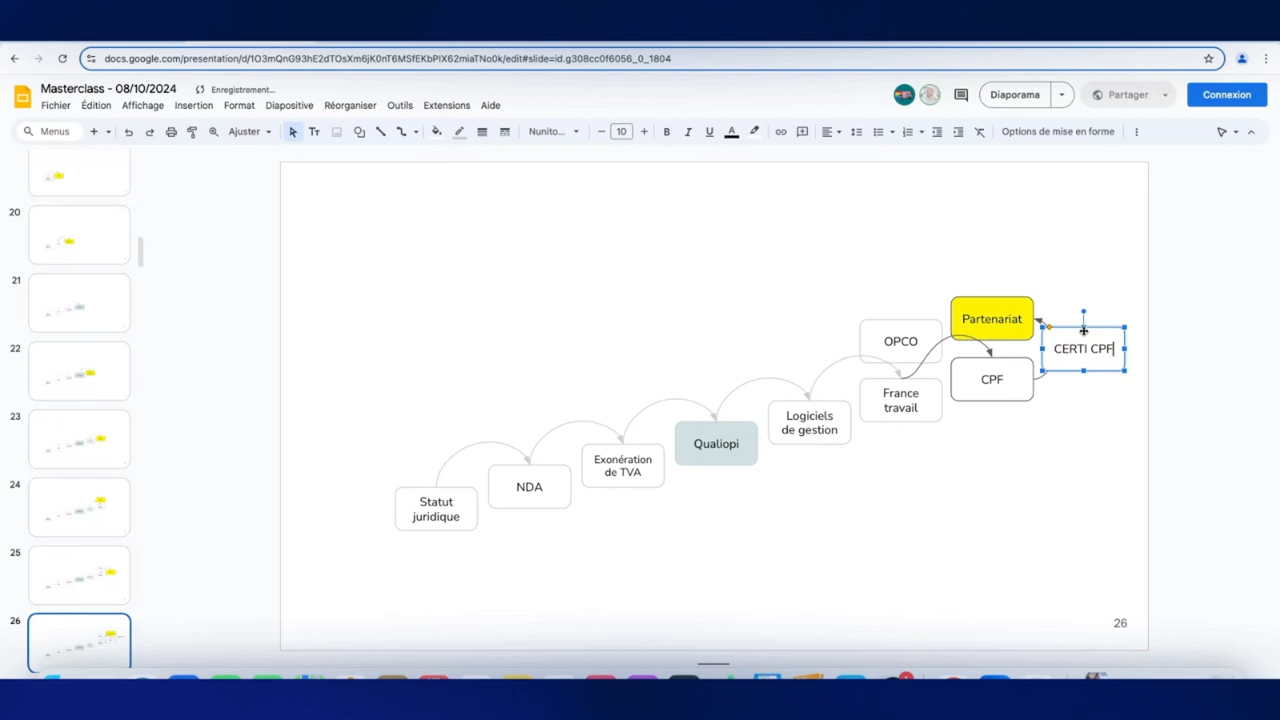 docs.google.com/presentation/d/1O3mQnG93hE2dTOsXm6jK0nT6MSfEKbPIX62miaTNo0k/edit#slide=id.g308cc0f6056_0_1804
Masterclass - 08/10/2024 Enregistrement...
Fichier Édition Affichage Insertion Format Diapositive Réorganiser Outils Extensions Aide
Diaporama Partager Connexion
Menus Ajuster Nunito... 10 Options de mise en forme
20
21
22
23
24
25
26
Partenariat
OPCO
CERTI CPF
CPF
France
travail
Logiciels
de gestion
Qualiopi
Exonération
de TVA
NDA
Statut
juridique
26